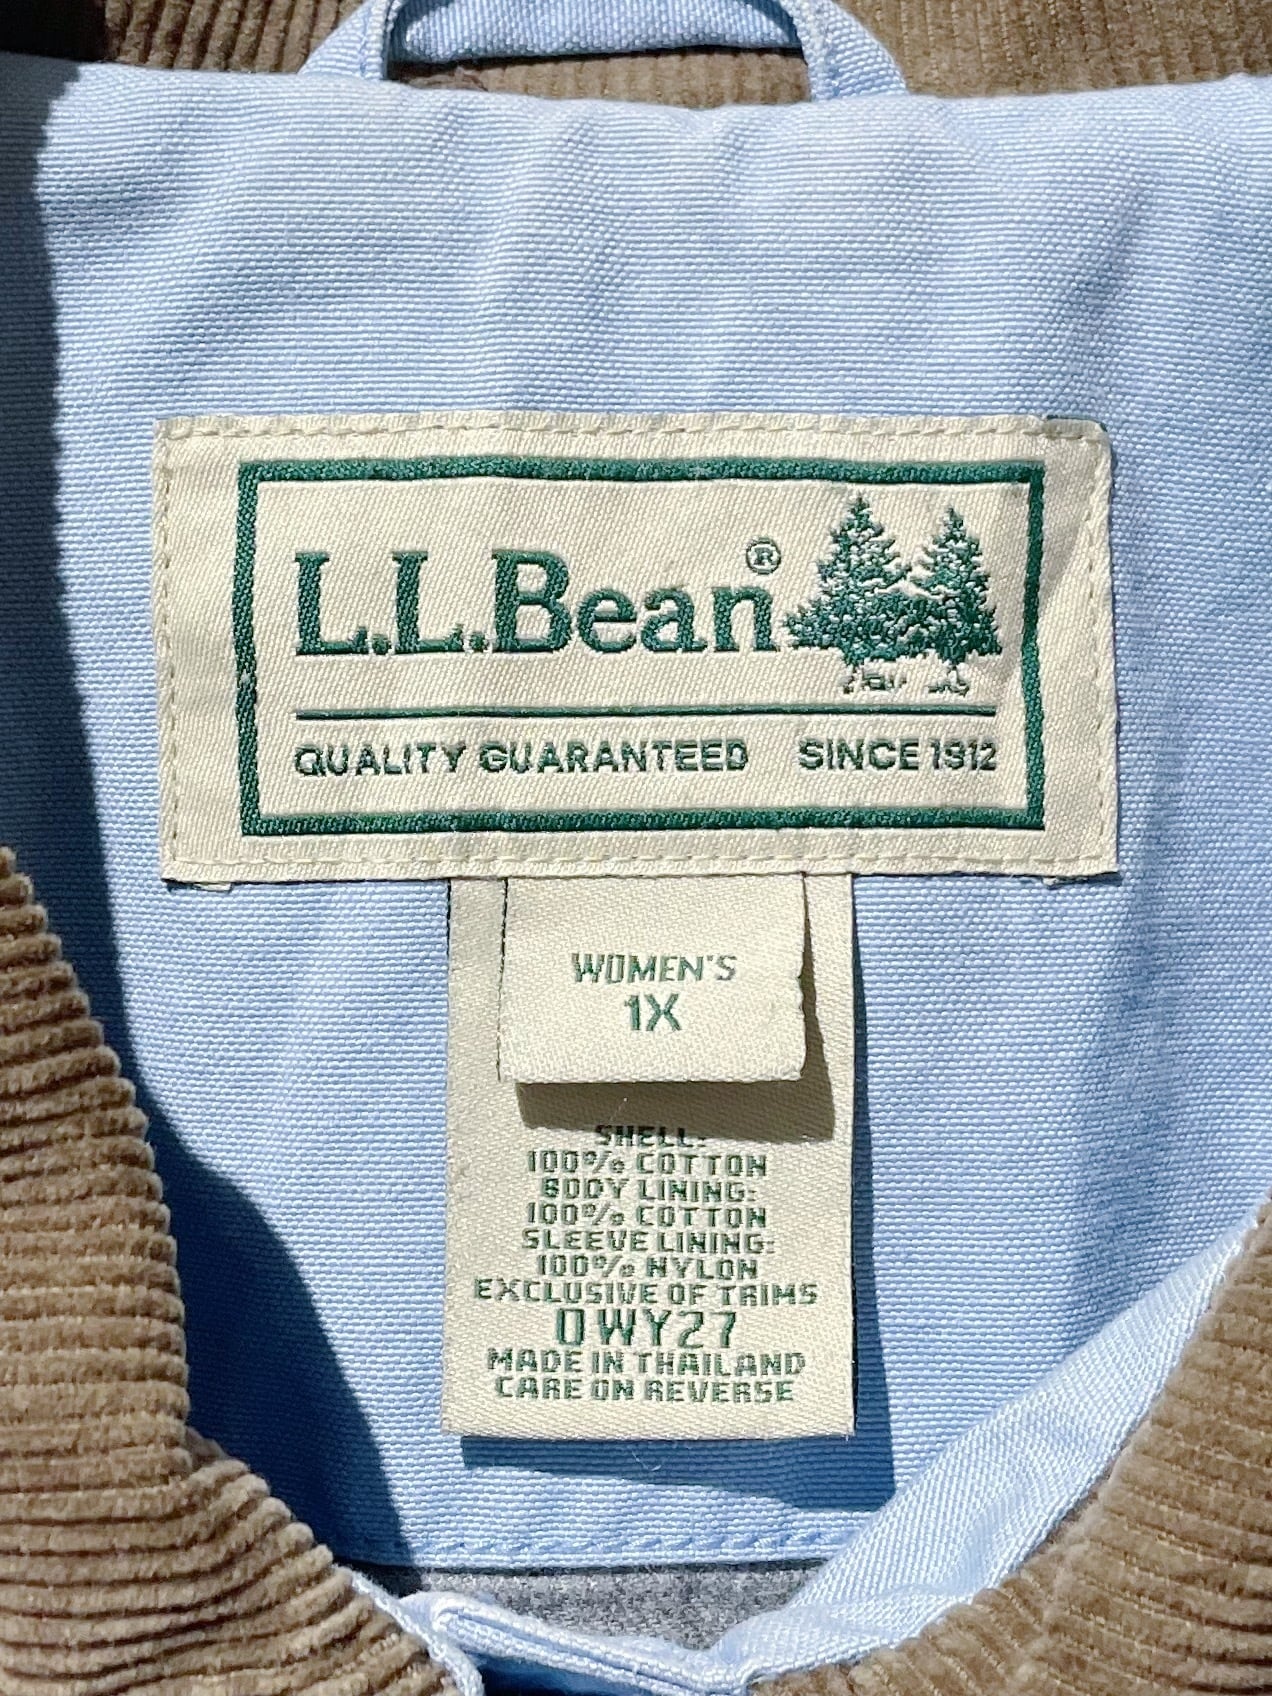 L.L.Bean®
QUALITY GUARANTEED SINCE 1912
WOMEN'S
1X
SHELL:
100% COTTON
BODY LINING:
100% COTTON
SLEEVE LINING:
100% NYLON
EXCLUSIVE OF TRIMS
0WY27
MADE IN THAILAND
CARE ON REVERSE